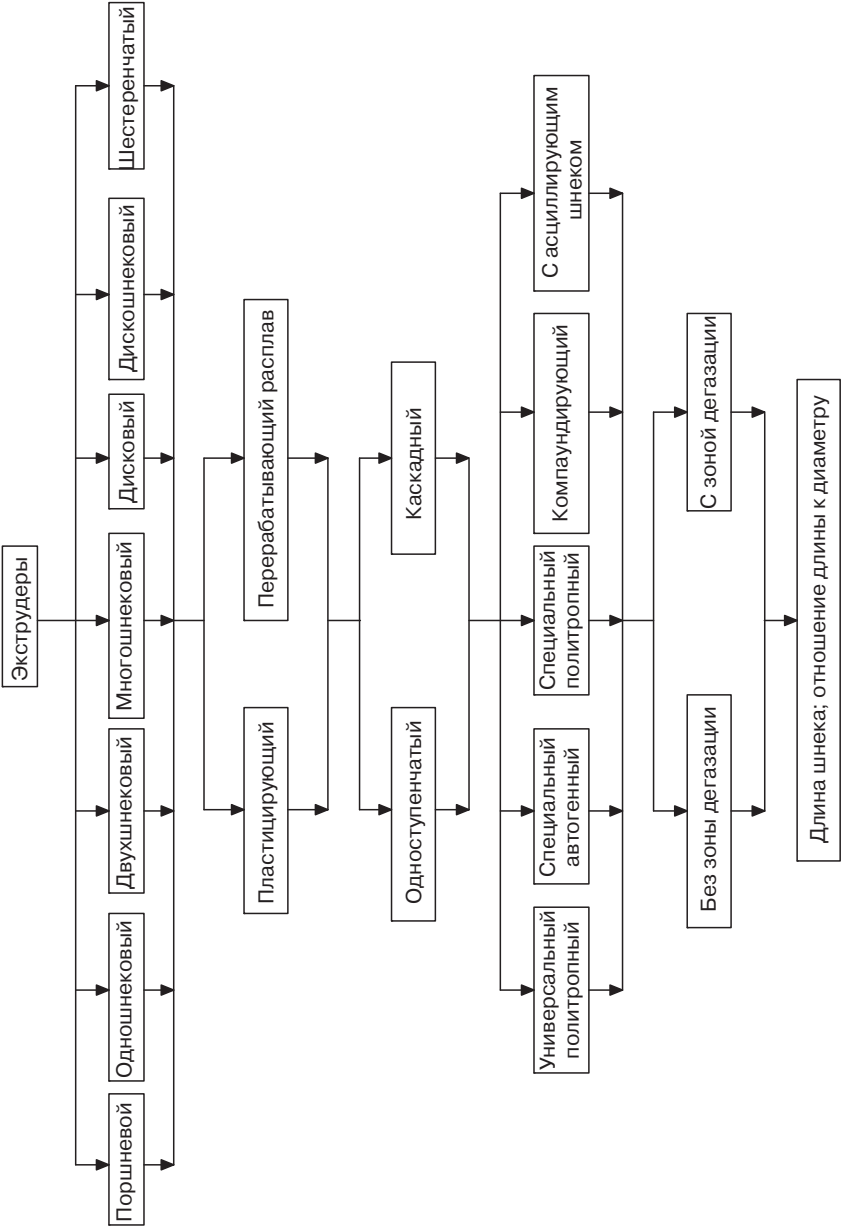 Экструдеры
Поршневой
Одношнековый
Двухшнековый
Многошнековый
Дисковый
Дискошнековый
Шестеренчатый
Пластицирующий
Перерабатывающий расплав
Одноступенчатый
Каскадный
Универсальный
политропный
Специальный
автогенный
Специальный
политропный
Компаундирующий
С асциллирующим
шнеком
Без зоны дегазации
С зоной дегазации
Длина шнека; отношение длины к диаметру